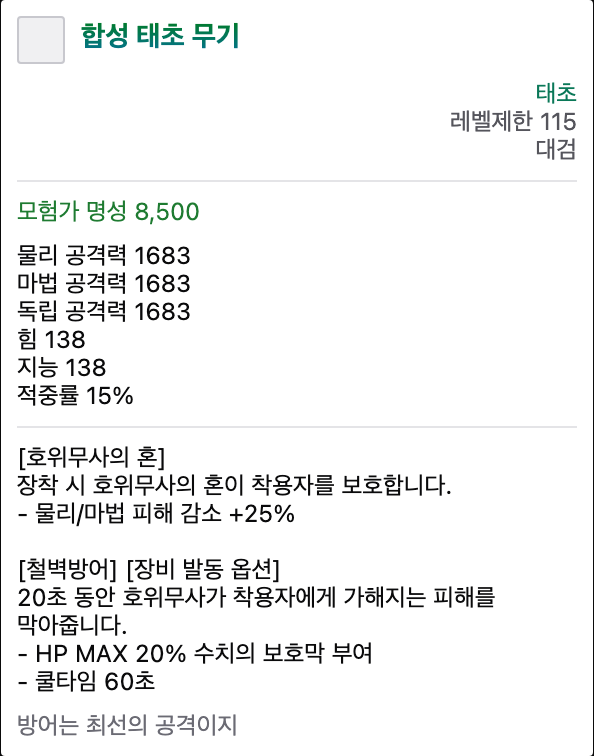 합성 태초 무기
태초
레벨제한 115
대검
모험가 명성 8,500
물리 공격력 1683
마법 공격력 1683
독립 공격력 1683
힘 138
지능 138
적중률 15%
[호위무사의 혼]
장착 시 호위무사의 혼이 착용자를 보호합니다.
- 물리/마법 피해 감소 +25%
[철벽방어] [장비 발동 옵션]
20초 동안 호위무사가 착용자에게 가해지는 피해를
막아줍니다.
- HP MAX 20% 수치의 보호막 부여
- 쿨타임 60초
방어는 최선의 공격이지